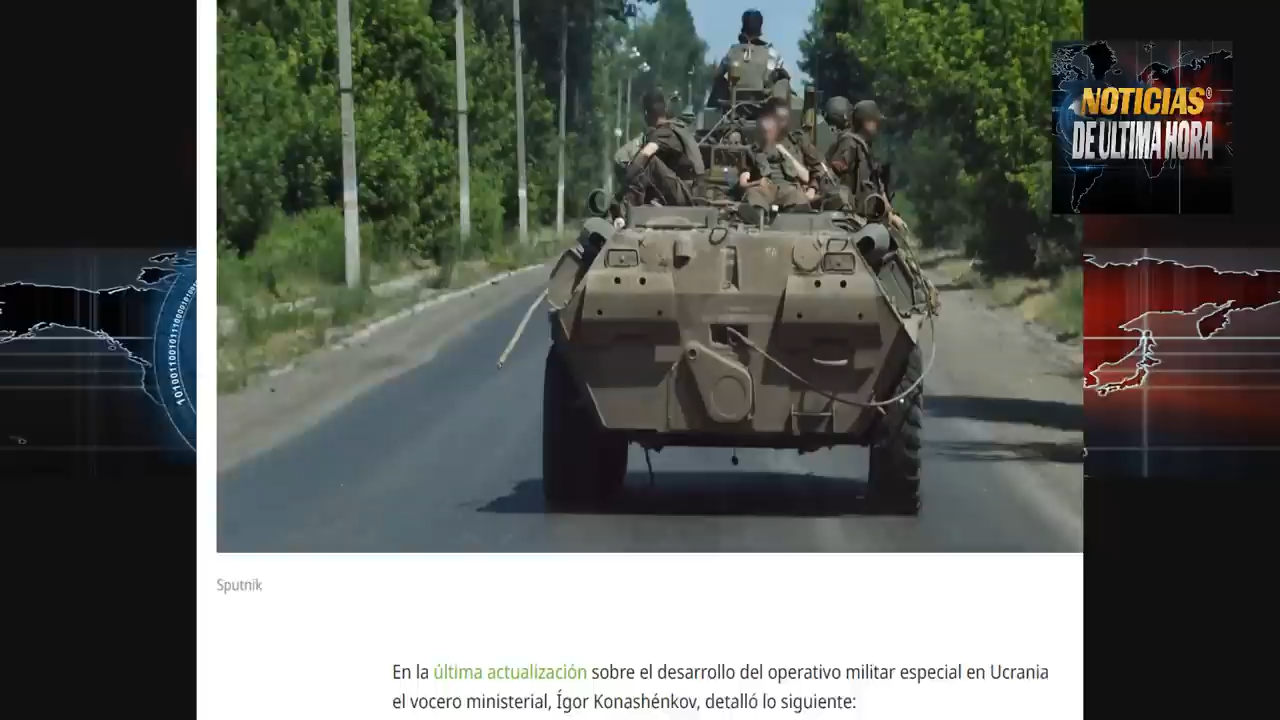 NOTICIAS®
DE ULTIMA HORA
Sputnik
En la última actualización sobre el desarrollo del operativo militar especial en Ucrania
el vocero ministerial, Ígor Konashénkov, detalló lo siguiente: